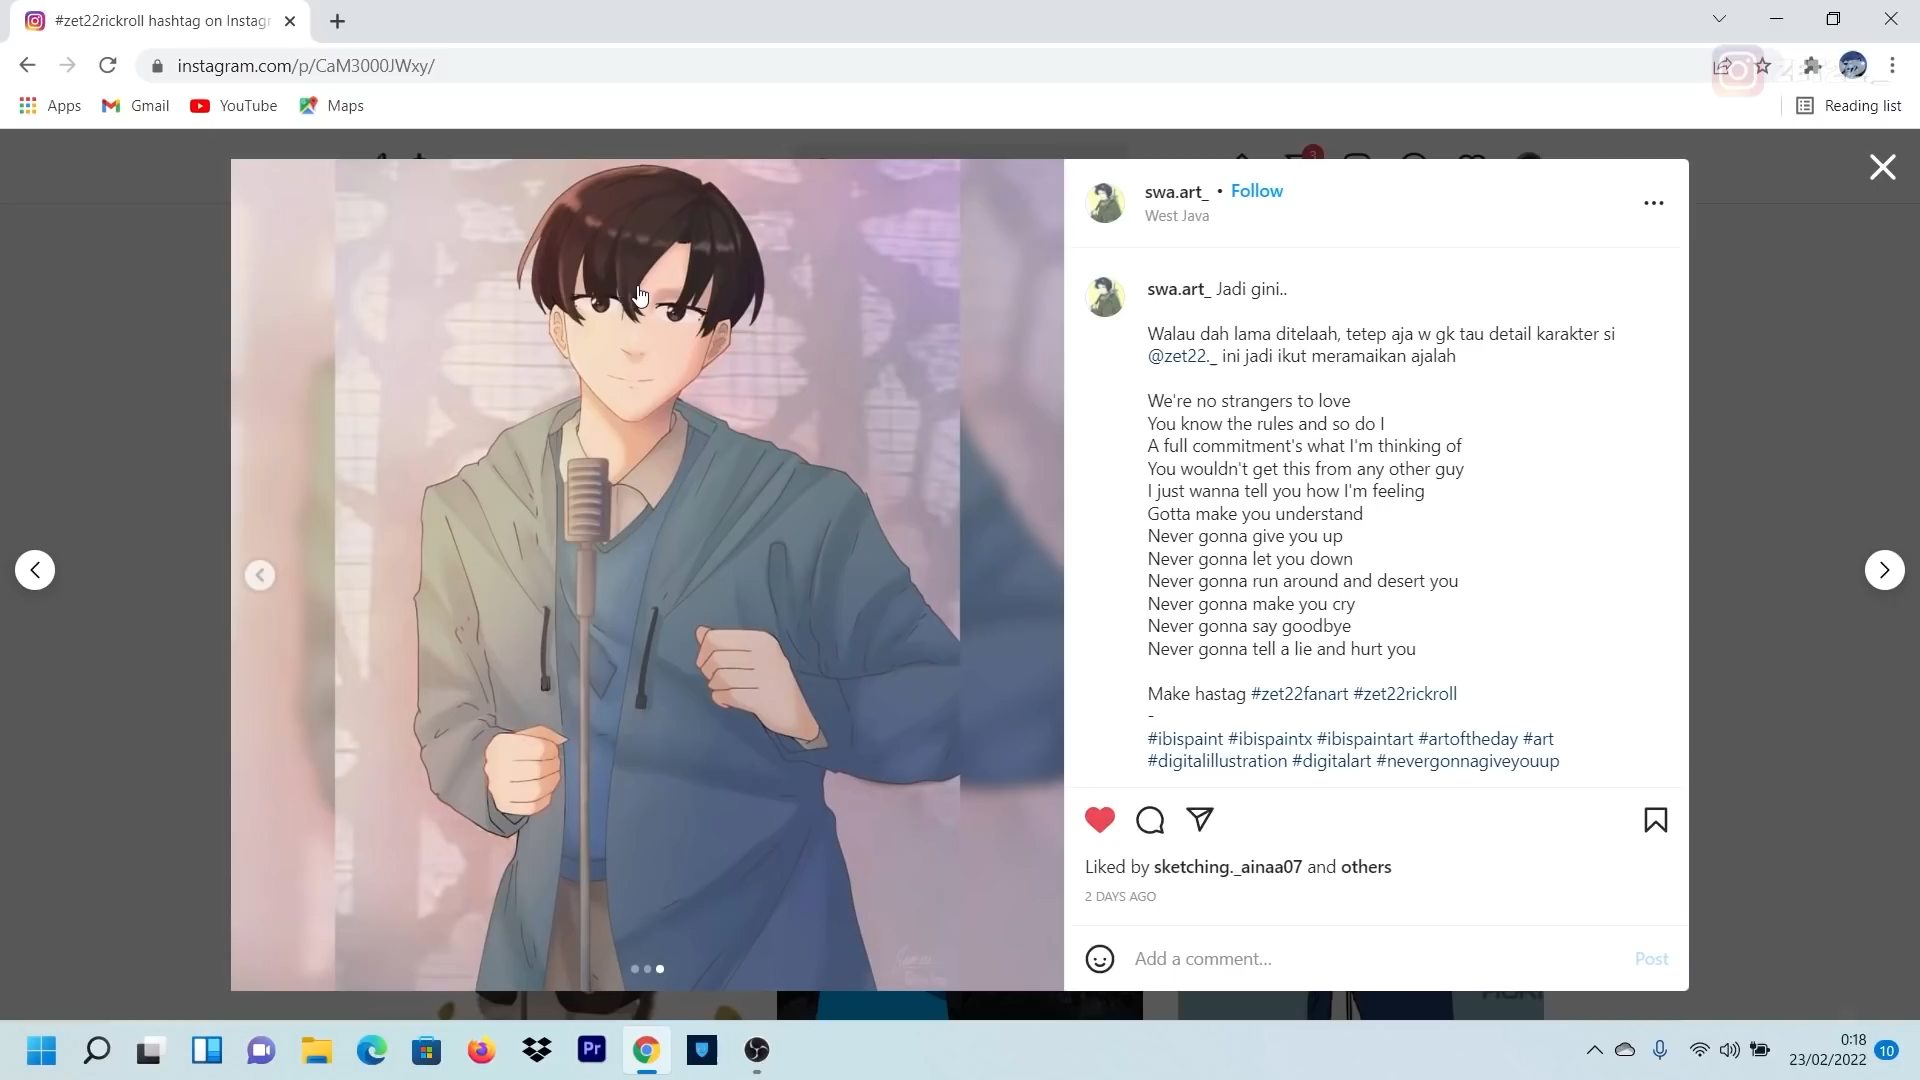 #zet22rickroll hashtag on Instagr
instagram.com/p/CaM3000JWxy/
Apps
Gmail
YouTube
Maps
Reading list
3
swa.art_ • Follow
West Java
swa.art_ Jadi gini..
Walau dah lama ditelaah, tetep aja w gk tau detail karakter si
@zet22._ ini jadi ikut meramaikan ajalah
We're no strangers to love
You know the rules and so do I
A full commitment's what I'm thinking of
You wouldn't get this from any other guy
I just wanna tell you how I'm feeling
Gotta make you understand
Never gonna give you up
Never gonna let you down
Never gonna run around and desert you
Never gonna make you cry
Never gonna say goodbye
Never gonna tell a lie and hurt you
Make hastag #zet22fanart #zet22rickroll
-
#ibispaint #ibispaintx #ibispaintart #artoftheday #art
#digitalillustration #digitalart #nevergonnagiveyouup
Liked by sketching._ainaa07 and others
2 DAYS AGO
Add a comment...
Post
Pr
0:18
23/02/2022
10